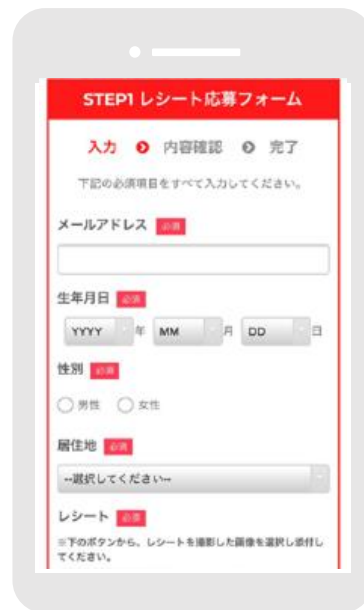 STEP1 レシート応募フォーム
入力 内容確認 完了
下記の必須項目をすべて入力してください。
メールアドレス 必須
生年月日 必須
YYYY 年 MM 月 DD 日
性別 必須
男性 女性
居住地 必須
--選択してください--
レシート 必須
※下のボタンから、レシートを撮影した画像を選択し添付し
てください。